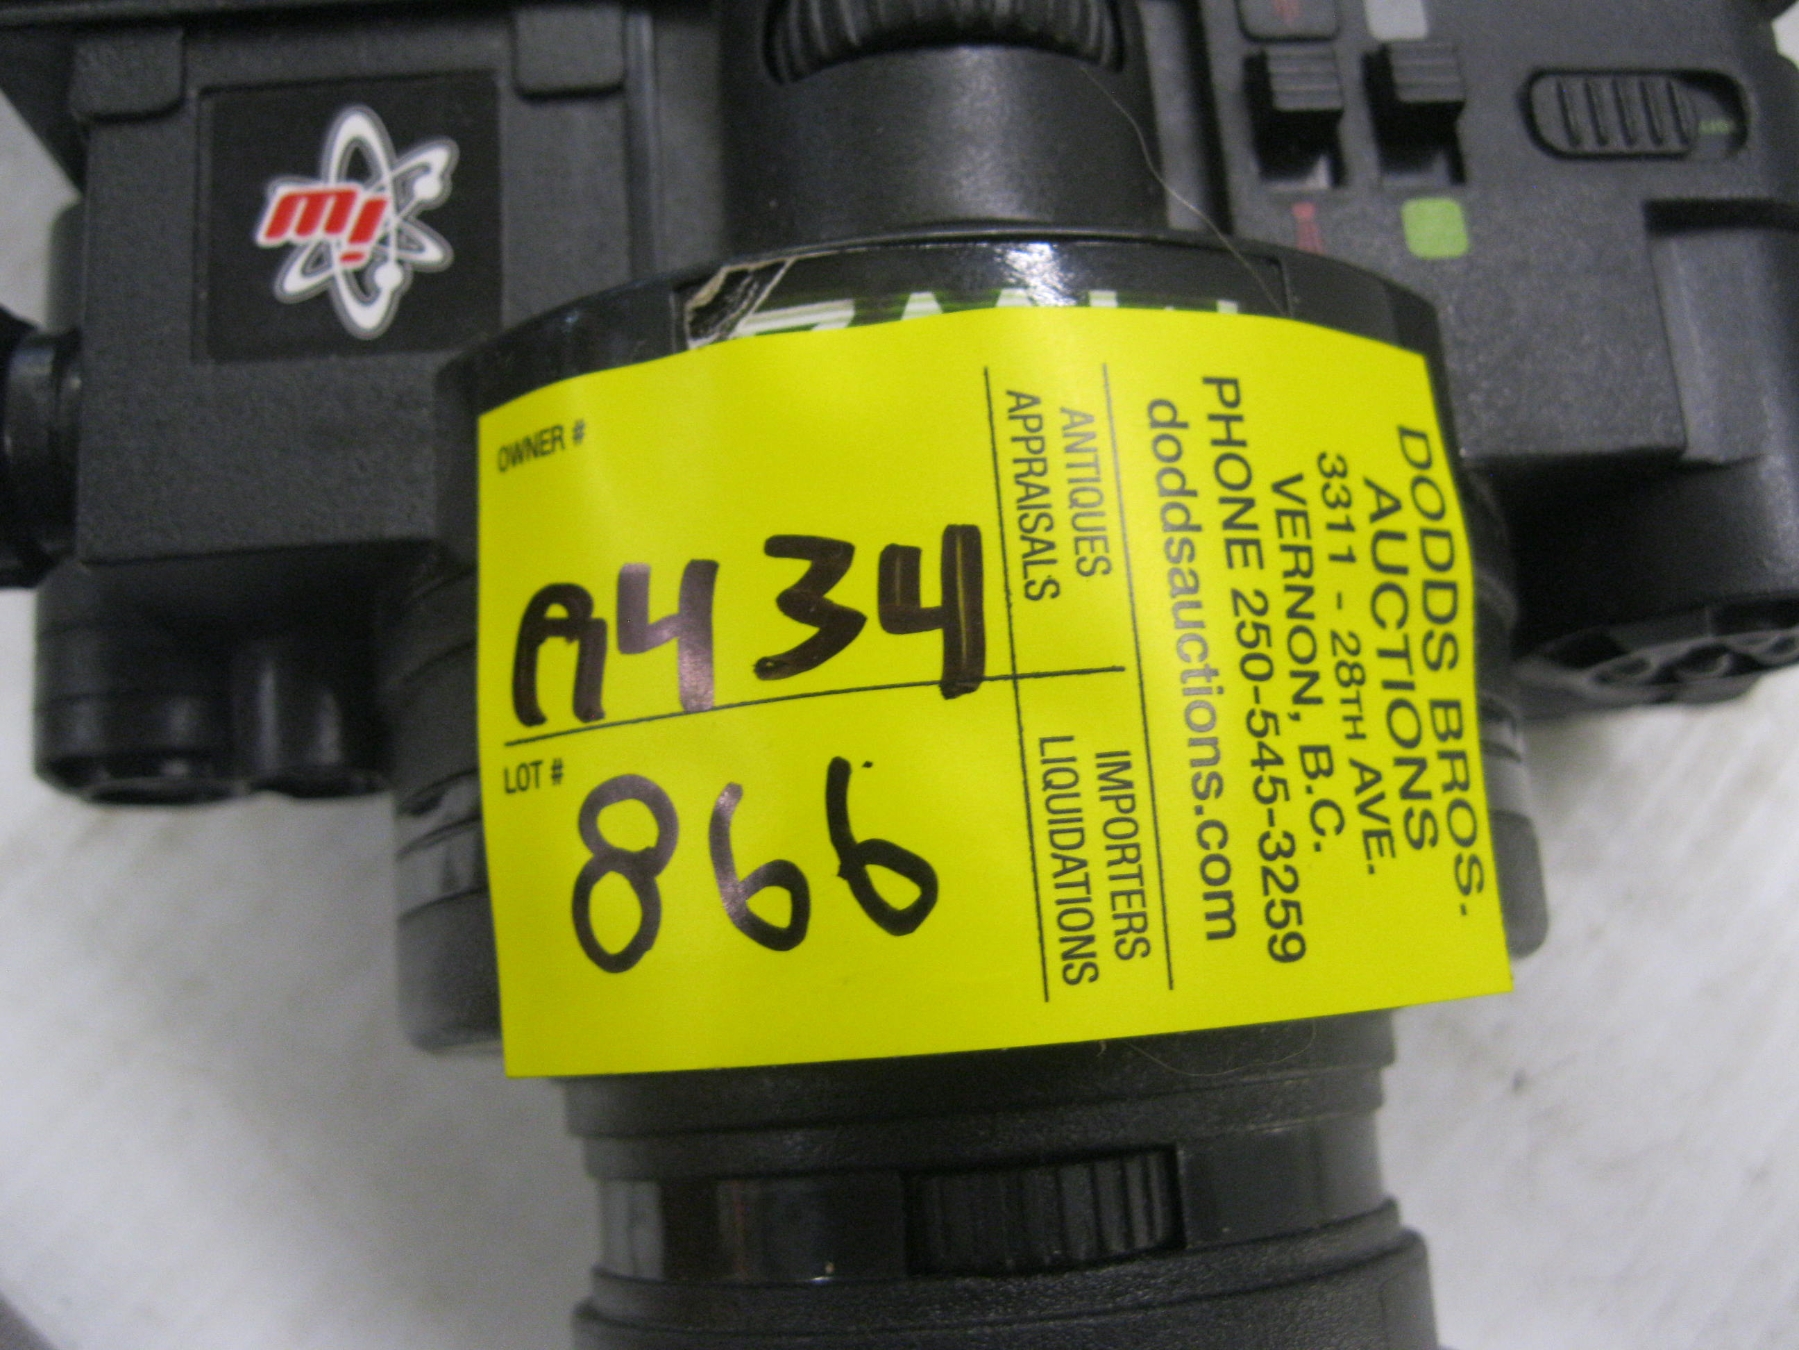 mi
OWNER #
A434
LOT #
866
ANTIQUES
APPRAISALS
IMPORTERS
LIQUIDATIONS
DODDS BROS.
AUCTIONS
3311 - 28TH AVE.
VERNON, B.C.
PHONE 250-545-3259
doddsauctions.com